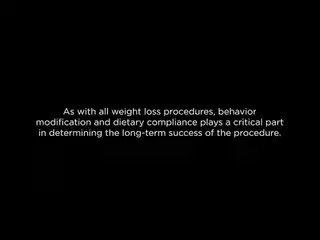 As with all weight loss procedures, behavior
modification and dietary compliance plays a critical part
in determining the long-term success of the procedure.